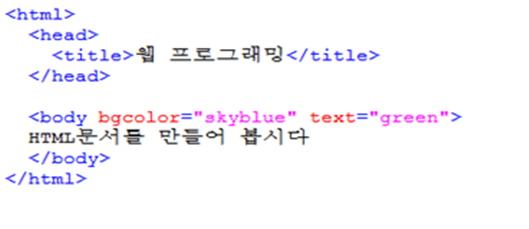 <html>
<head>
<title>웹 프로그래밍</title>
</head>
<body bgcolor="skyblue" text="green">
HTML문서를 만들어 봅시다
</body>
</html>